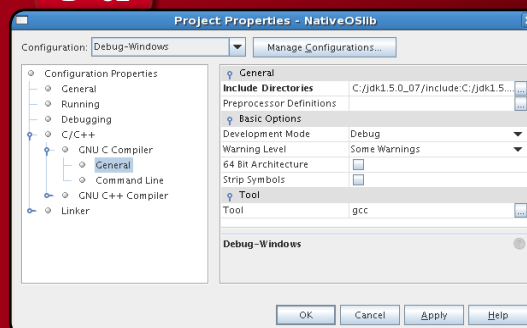 Project Properties - NativeOSlib
Configuration: Debug-Windows Manage Configurations...
Configuration Properties
General
Running
Debugging
C/C++
GNU C Compiler
General
Command Line
GNU C++ Compiler
Linker
General
Include Directories C:/jdk1.5.0_07/include:C:/jdk1.5.... ...
Preprocessor Definitions ...
Basic Options
Development Mode Debug
Warning Level Some Warnings
64 Bit Architecture
Strip Symbols
Tool
Tool gcc ...
Debug-Windows
OK Cancel Apply Help